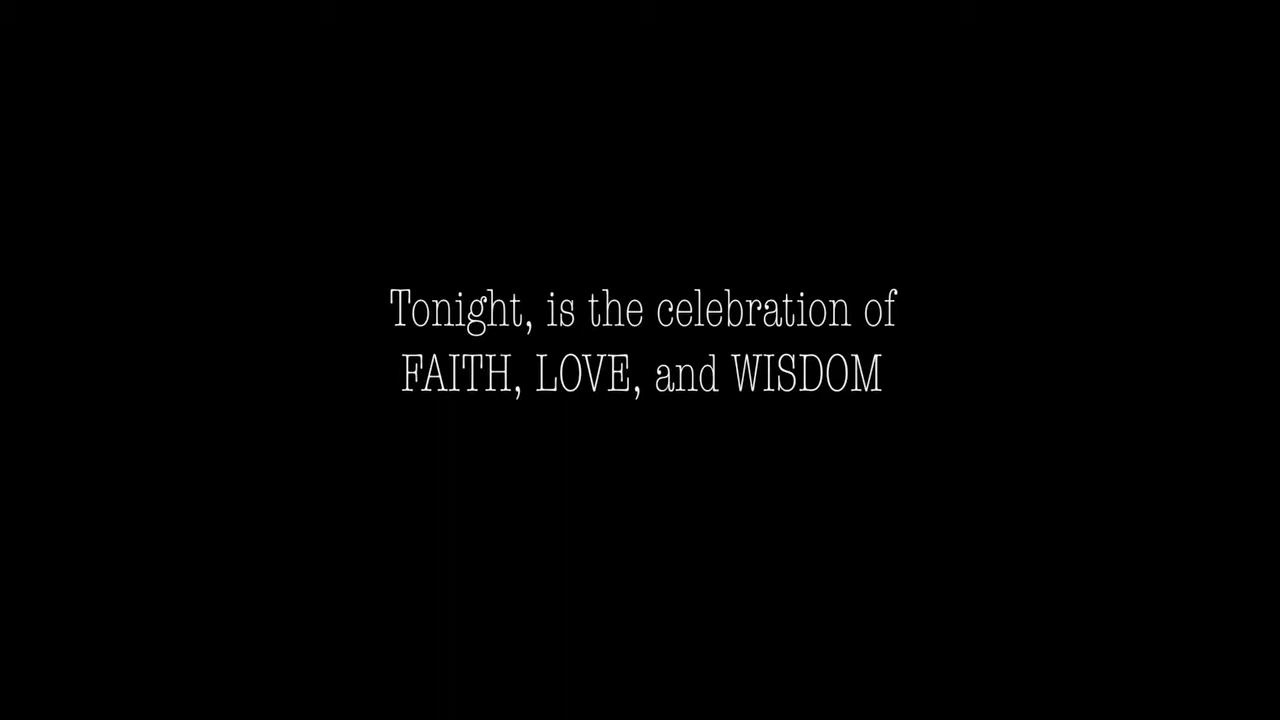 Tonight, is the celebration of
FAITH, LOVE, and WISDOM